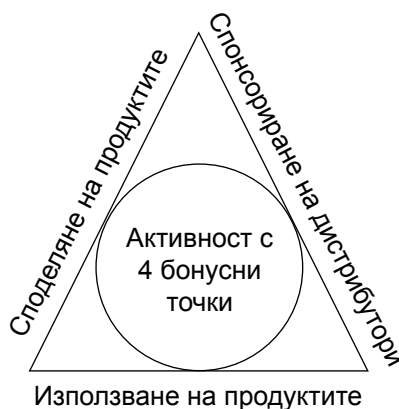 Споделяне на продуктите
Спонсориране на дистрибутори
Активност с
4 бонусни
точки
Използване на продуктите